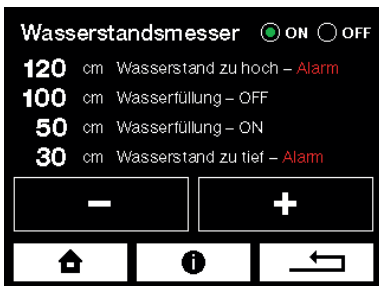 Wasserstandsmesser ON OFF
120 cm Wasserstand zu hoch – Alarm
100 cm Wasserfüllung – OFF
50 cm Wasserfüllung – ON
30 cm Wasserstand zu tief – Alarm
− +
i